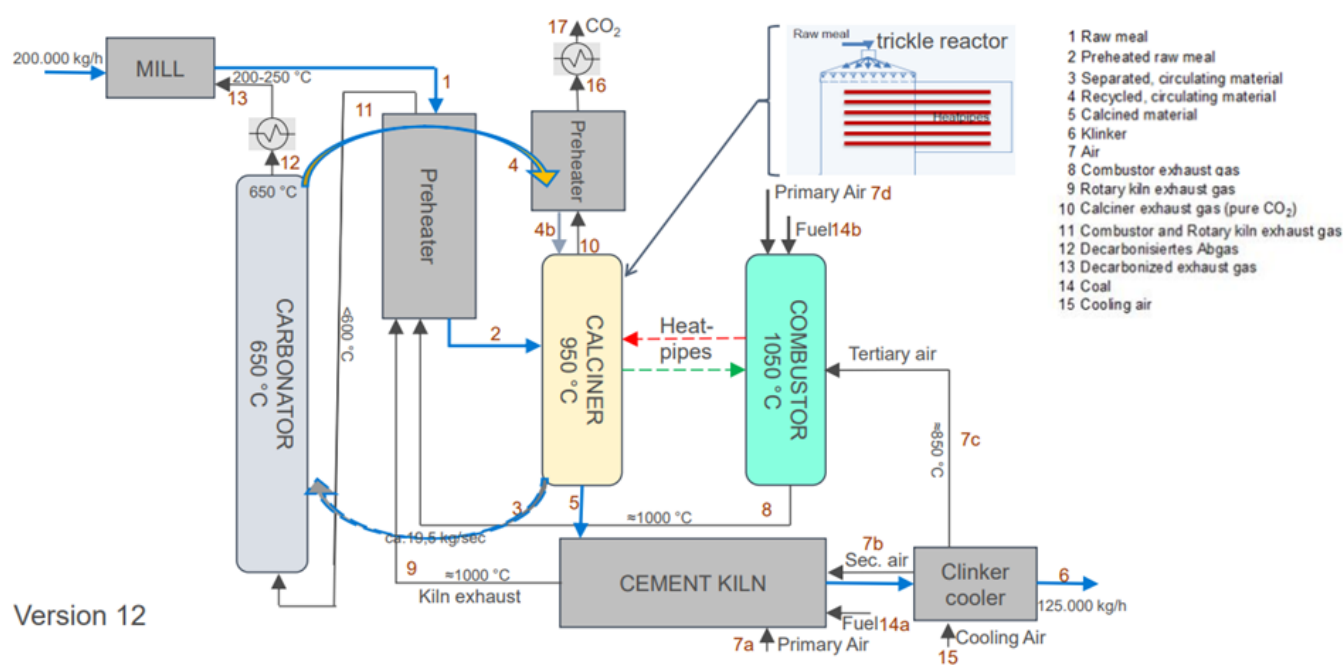 200.000 kg/h
MILL
200-250 °C
13
1
11
12
650 °C
CARBONATOR
650 °C
<600 °C
Preheater
2
17 CO₂
16
Preheater
4
4b
10
Raw meal
trickle reactor
Heatpipes
Primary Air 7d
Fuel14b
CALCINER
950 °C
Heat-
pipes
COMBUSTOR
1050 °C
Tertiary air
≈850 °C
7c
3
5
≈1000 °C
8
ca.19,5 kg/sec
9
≈1000 °C
Kiln exhaust
CEMENT KILN
7b
Sec. air
Clinker
cooler
6
125.000 kg/h
Fuel14a
7a
Primary Air
Cooling Air
15
Version 12
1 Raw meal
2 Preheated raw meal
3 Separated, circulating material
4 Recycled, circulating material
5 Calcined material
6 Klinker
7 Air
8 Combustor exhaust gas
9 Rotary kiln exhaust gas
10 Calciner exhaust gas (pure CO₂)
11 Combustor and Rotary kiln exhaust gas
12 Decarbonisiertes Abgas
13 Decarbonized exhaust gas
14 Coal
15 Cooling air